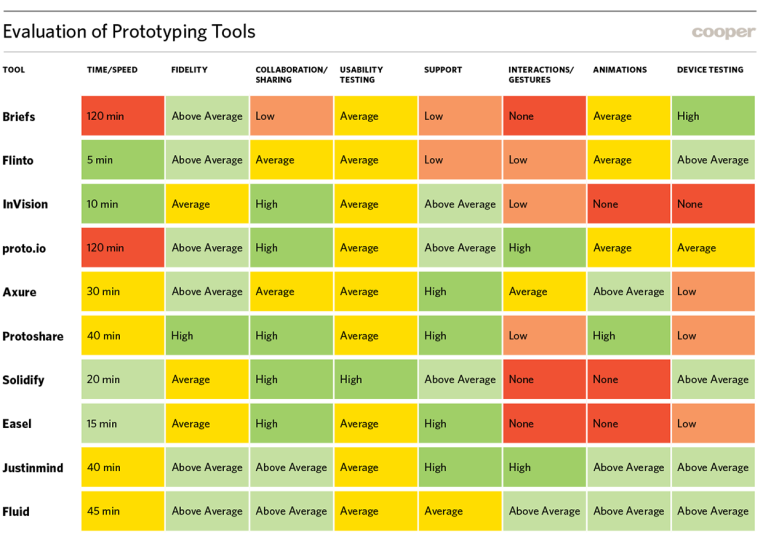 Evaluation of Prototyping Tools
cooper
TOOL TIME/SPEED FIDELITY COLLABORATION/ USABILITY SUPPORT INTERACTIONS/ ANIMATIONS DEVICE TESTING
SHARING TESTING GESTURES
Briefs 120 min Above Average Low Average Low None Average High
Flinto 5 min Above Average Average Average Low Low Average Above Average
InVision 10 min Average High Average Above Average Low None None
proto.io 120 min Above Average High Average Above Average High Average Average
Axure 30 min Above Average Average Average High Average Above Average Low
Protoshare 40 min High High Average High Low High Low
Solidify 20 min Average High High Above Average None None Above Average
Easel 15 min Average High Average High None None Low
Justinmind 40 min Above Average Above Average Average High High Above Average Above Average
Fluid 45 min Above Average Above Average Average Average Above Average Above Average Above Average